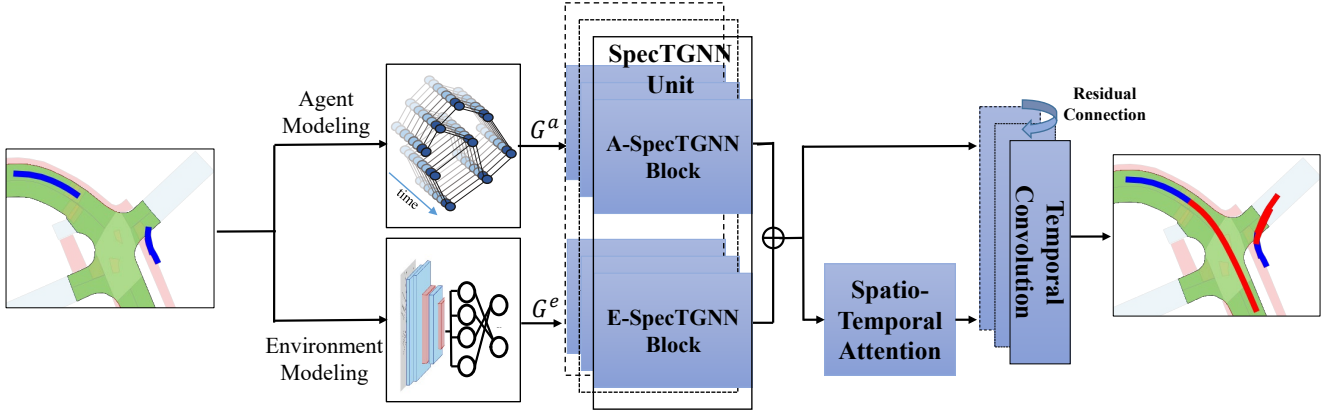 Agent
Modeling
time
G^a
Environment
Modeling
G^e
SpecTGNN
Unit
A-SpecTGNN
Block
E-SpecTGNN
Block
Spatio-
Temporal
Attention
Residual
Connection
Temporal
Convolution